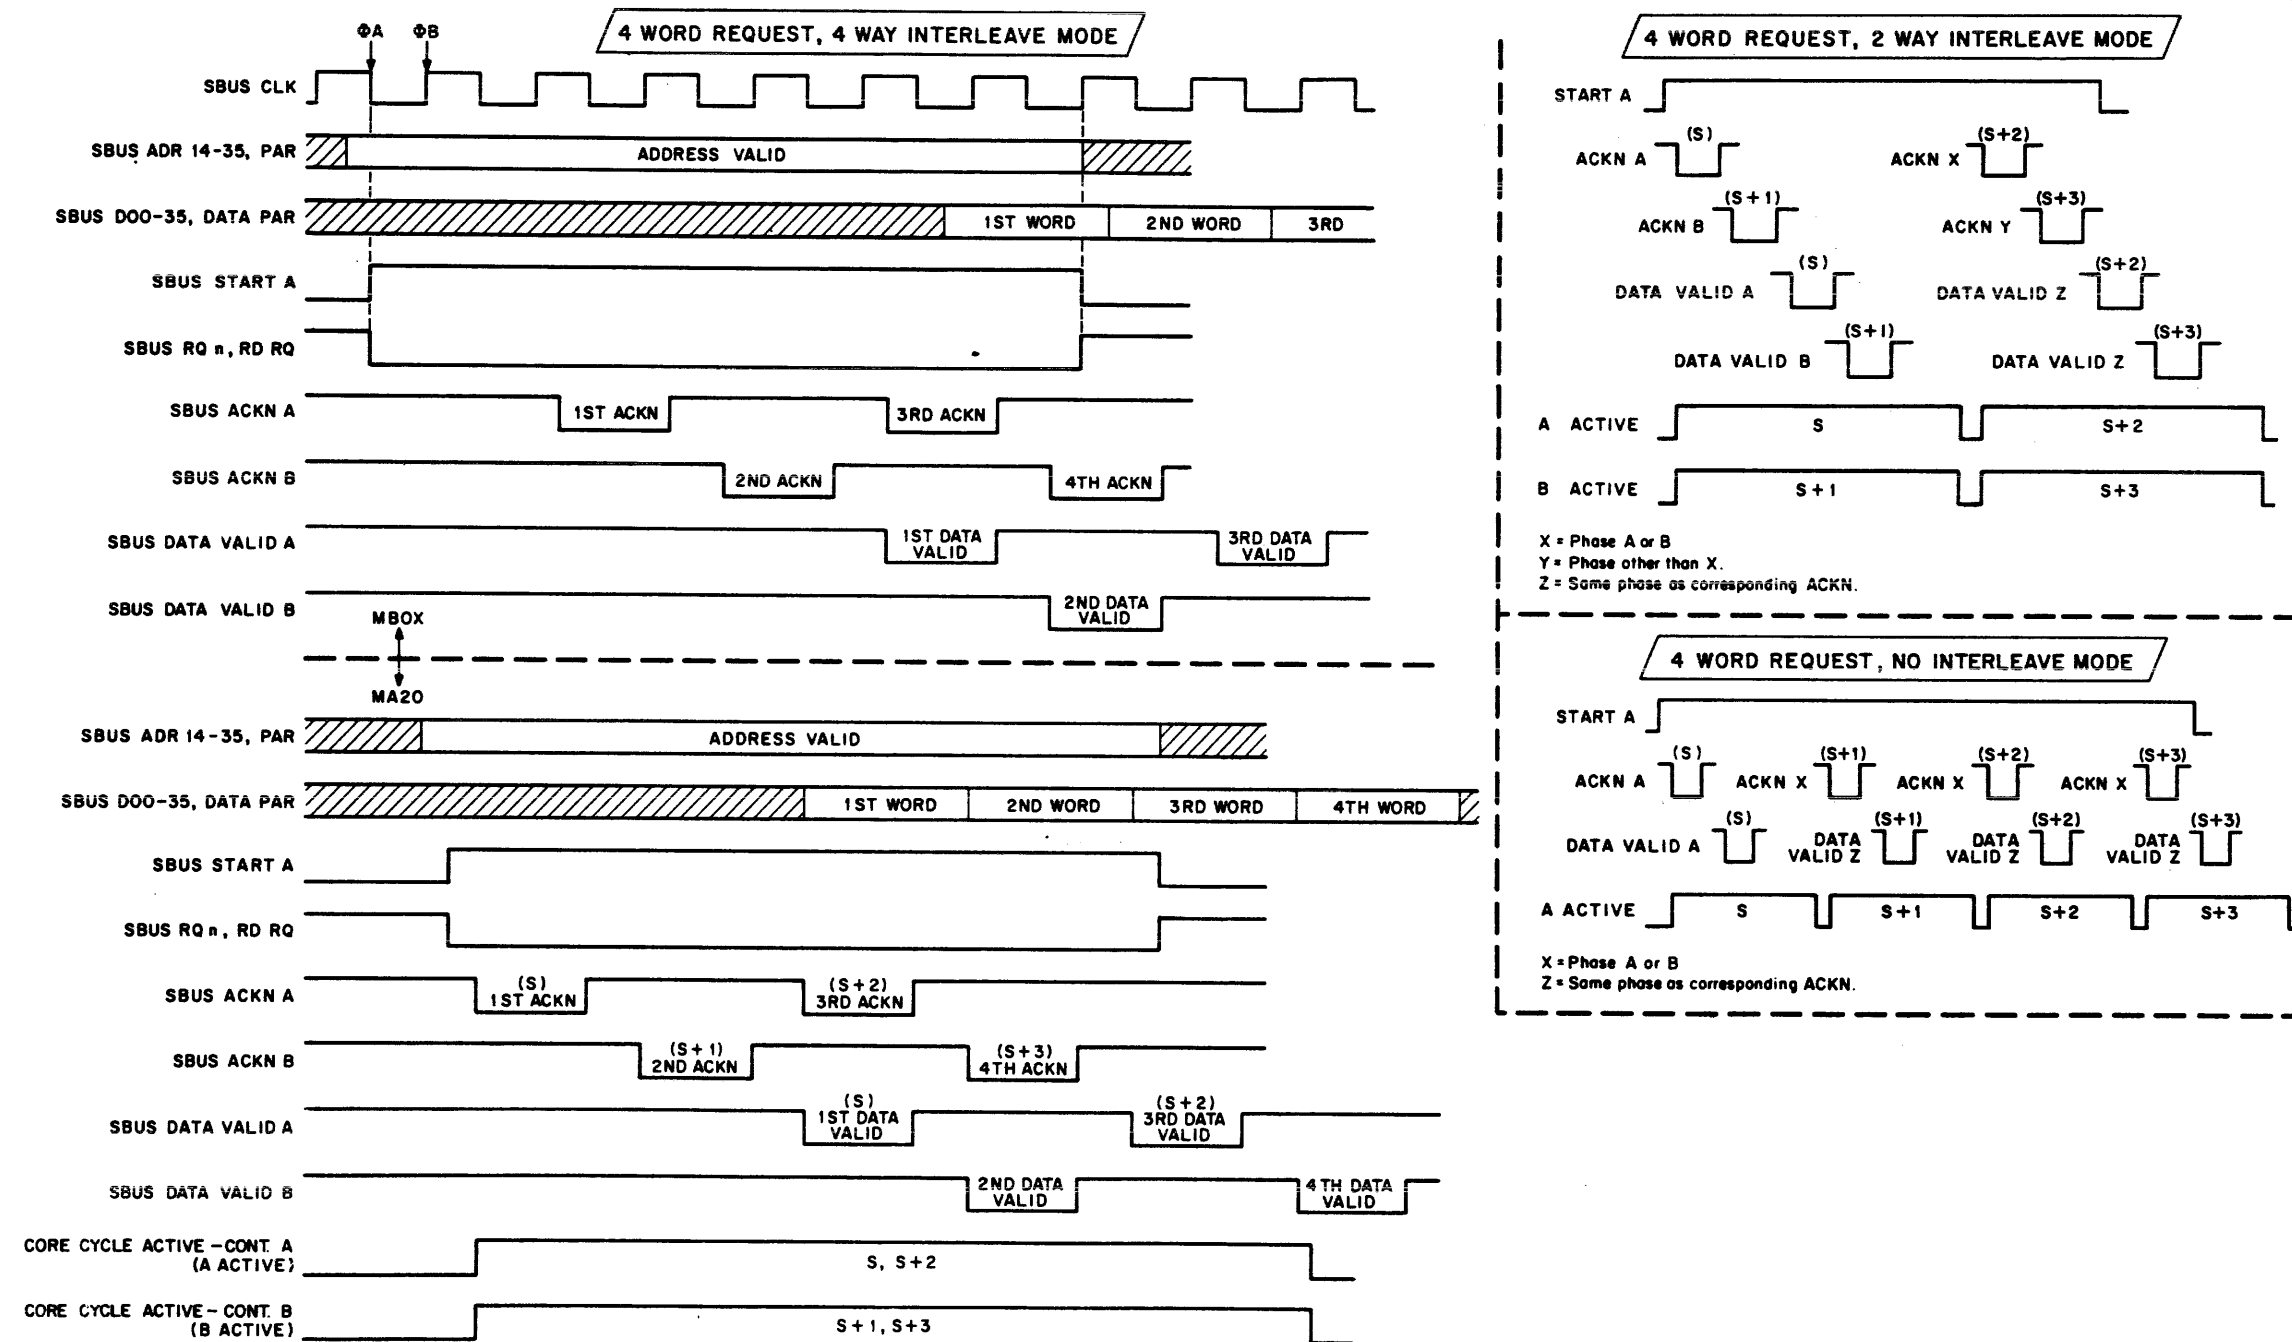 4 WORD REQUEST, 4 WAY INTERLEAVE MODE
ΦA ΦB
SBUS CLK
SBUS ADR 14-35, PAR
ADDRESS VALID
SBUS D00-35, DATA PAR
1ST WORD
2ND WORD
3RD
SBUS START A
SBUS RQ n, RD RQ
SBUS ACKN A
1ST ACKN
3RD ACKN
SBUS ACKN B
2ND ACKN
4TH ACKN
SBUS DATA VALID A
1ST DATA
VALID
3RD DATA
VALID
SBUS DATA VALID B
2ND DATA
VALID
MBOX
MA20
SBUS ADR 14-35, PAR
ADDRESS VALID
SBUS D00-35, DATA PAR
1ST WORD
2ND WORD
3RD WORD
4TH WORD
SBUS START A
SBUS RQ n, RD RQ
SBUS ACKN A
(S)
1ST ACKN
(S+2)
3RD ACKN
SBUS ACKN B
(S+1)
2ND ACKN
(S+3)
4TH ACKN
SBUS DATA VALID A
(S)
1ST DATA
VALID
(S+2)
3RD DATA
VALID
SBUS DATA VALID B
2ND DATA
VALID
4TH DATA
VALID
CORE CYCLE ACTIVE - CONT. A
(A ACTIVE)
S, S+2
CORE CYCLE ACTIVE - CONT. B
(B ACTIVE)
S+1, S+3
4 WORD REQUEST, 2 WAY INTERLEAVE MODE
START A
(S)
ACKN A
(S+2)
ACKN X
(S+1)
ACKN B
(S+3)
ACKN Y
(S)
DATA VALID A
(S+2)
DATA VALID Z
(S+1)
DATA VALID B
(S+3)
DATA VALID Z
A ACTIVE
S
S+2
B ACTIVE
S+1
S+3
X = Phase A or B
Y = Phase other than X.
Z = Same phase as corresponding ACKN.
4 WORD REQUEST, NO INTERLEAVE MODE
START A
(S)
ACKN A
(S+1)
ACKN X
(S+2)
ACKN X
(S+3)
ACKN X
(S)
DATA VALID A
(S+1)
DATA
VALID Z
(S+2)
DATA
VALID Z
(S+3)
DATA
VALID Z
A ACTIVE
S
S+1
S+2
S+3
X = Phase A or B
Z = Same phase as corresponding ACKN.